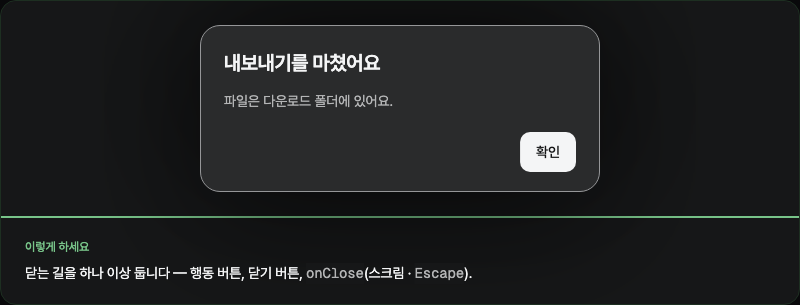 내보내기를 마쳤어요
파일은 다운로드 폴더에 있어요.
확인
이렇게 하세요
닫는 길을 하나 이상 둡니다 — 행동 버튼, 닫기 버튼, onClose(스크림 · Escape).